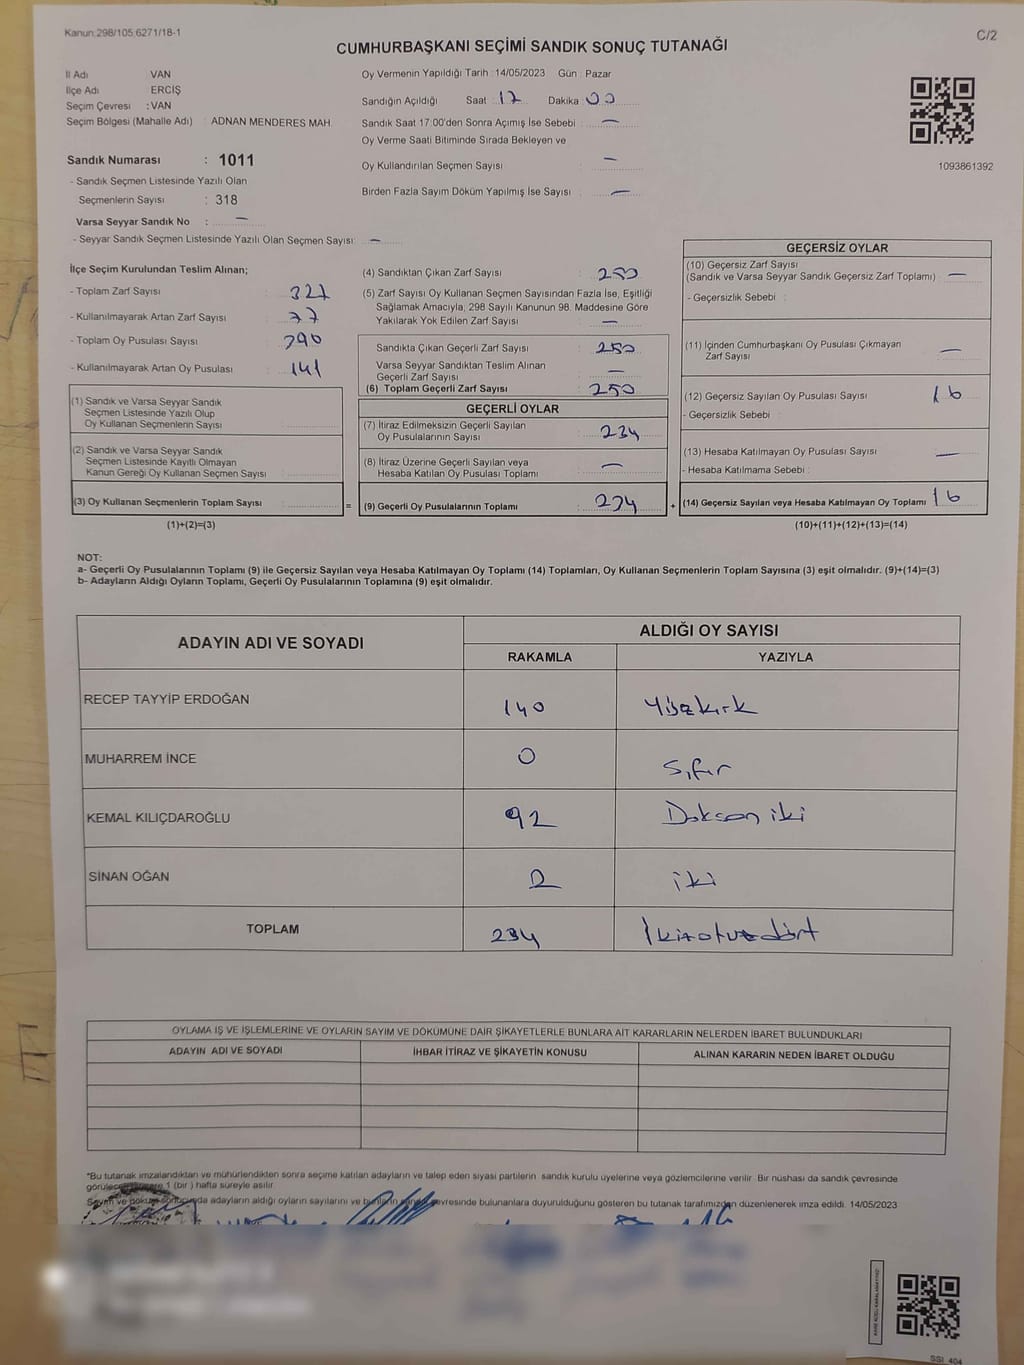 Kanun:298/105,6271/18-1
C/2
CUMHURBAŞKANI SEÇİMİ SANDIK SONUÇ TUTANAĞI
İl Adı : VAN
İlçe Adı : ERCİŞ
Seçim Çevresi : VAN
Seçim Bölgesi (Mahalle Adı) : ADNAN MENDERES MAH.
Oy Vermenin Yapıldığı Tarih : 14/05/2023 Gün : Pazar
Sandığın Açıldığı Saat : 17 Dakika 00
Sandık Saat 17:00'den Sonra Açımış İse Sebebi : —
Oy Verme Saati Bitiminde Sırada Bekleyen ve
Oy Kullandırılan Seçmen Sayısı : —
Birden Fazla Sayım Döküm Yapılmış İse Sayısı : —
1093861392
Sandık Numarası : 1011
- Sandık Seçmen Listesinde Yazılı Olan
Seçmenlerin Sayısı : 318
Varsa Seyyar Sandık No : —
- Seyyar Sandık Seçmen Listesinde Yazılı Olan Seçmen Sayısı: —
İlçe Seçim Kurulundan Teslim Alınan;
- Toplam Zarf Sayısı : 327
- Kullanılmayarak Artan Zarf Sayısı : 77
- Toplam Oy Pusulası Sayısı : 390
- Kullanılmayarak Artan Oy Pusulası : 141
(1) Sandık ve Varsa Seyyar Sandık
Seçmen Listesinde Yazılı Olup
Oy Kullanan Seçmenlerin Sayısı :
(2) Sandık ve Varsa Seyyar Sandık
Seçmen Listesinde Kayıtlı Olmayan
Kanun Gereği Oy Kullanan Seçmen Sayısı :
(3) Oy Kullanan Seçmenlerin Toplam Sayısı :
(1)+(2)=(3)
(4) Sandıktan Çıkan Zarf Sayısı : 250
(5) Zarf Sayısı Oy Kullanan Seçmen Sayısından Fazla İse, Eşitliği
Sağlamak Amacıyla, 298 Sayılı Kanunun 98. Maddesine Göre
Yakılarak Yok Edilen Zarf Sayısı : —
Sandıkta Çıkan Geçerli Zarf Sayısı : 250
Varsa Seyyar Sandıktan Teslim Alınan
Geçerli Zarf Sayısı : —
(6) Toplam Geçerli Zarf Sayısı : 250
GEÇERLİ OYLAR
(7) İtiraz Edilmeksizin Geçerli Sayılan
Oy Pusulalarının Sayısı : 234
(8) İtiraz Üzerine Geçerli Sayılan veya
Hesaba Katılan Oy Pusulası Toplamı : —
= (9) Geçerli Oy Pusulalarının Toplamı : 234
GEÇERSİZ OYLAR
(10) Geçersiz Zarf Sayısı
(Sandık ve Varsa Seyyar Sandık Geçersiz Zarf Toplamı) : —
- Geçersizlik Sebebi :
(11) İçinden Cumhurbaşkanı Oy Pusulası Çıkmayan
Zarf Sayısı : —
(12) Geçersiz Sayılan Oy Pusulası Sayısı : 16
- Geçersizlik Sebebi :
(13) Hesaba Katılmayan Oy Pusulası Sayısı : —
- Hesaba Katılmama Sebebi :
+ (14) Geçersiz Sayılan veya Hesaba Katılmayan Oy Toplamı : 16
(10)+(11)+(12)+(13)=(14)
NOT:
a- Geçerli Oy Pusulalarının Toplamı (9) ile Geçersiz Sayılan veya Hesaba Katılmayan Oy Toplamı (14) Toplamları, Oy Kullanan Seçmenlerin Toplam Sayısına (3) eşit olmalıdır. (9)+(14)=(3)
b- Adayların Aldığı Oyların Toplamı, Geçerli Oy Pusulalarının Toplamına (9) eşit olmalıdır.
ADAYIN ADI VE SOYADI ALDIĞI OY SAYISI
RAKAMLA YAZIYLA
RECEP TAYYİP ERDOĞAN 140 Yüzkırk
MUHARREM İNCE 0 Sıfır
KEMAL KILIÇDAROĞLU 92 Doksan iki
SİNAN OĞAN 2 iki
TOPLAM 234 İkizotuzdört
OYLAMA İŞ VE İŞLEMLERİNE VE OYLARIN SAYIM VE DÖKÜMÜNE DAİR ŞİKAYETLERLE BUNLARA AİT KARARLARIN NELERDEN İBARET BULUNDUKLARI
ADAYIN ADI VE SOYADI İHBAR İTİRAZ VE ŞİKAYETİN KONUSU ALINAN KARARIN NEDEN İBARET OLDUĞU
*Bu tutanak imzalandıktan ve mühürlendikten sonra seçime katılan adayların ve talep eden siyasi partilerin sandık kurulu üyelerine veya gözlemcilerine verilir. Bir nüshası da sandık çevresinde
görülecek bir yere 1 (bir) hafta süreyle asılır.
Sayım ve döküm sonucunda adayların aldığı oyların sayılarını ve bunların sandık çevresinde bulunanlara duyurulduğunu gösteren bu tutanak tarafımızdan düzenlenerek imza edildi. 14/05/2023
SSI 404